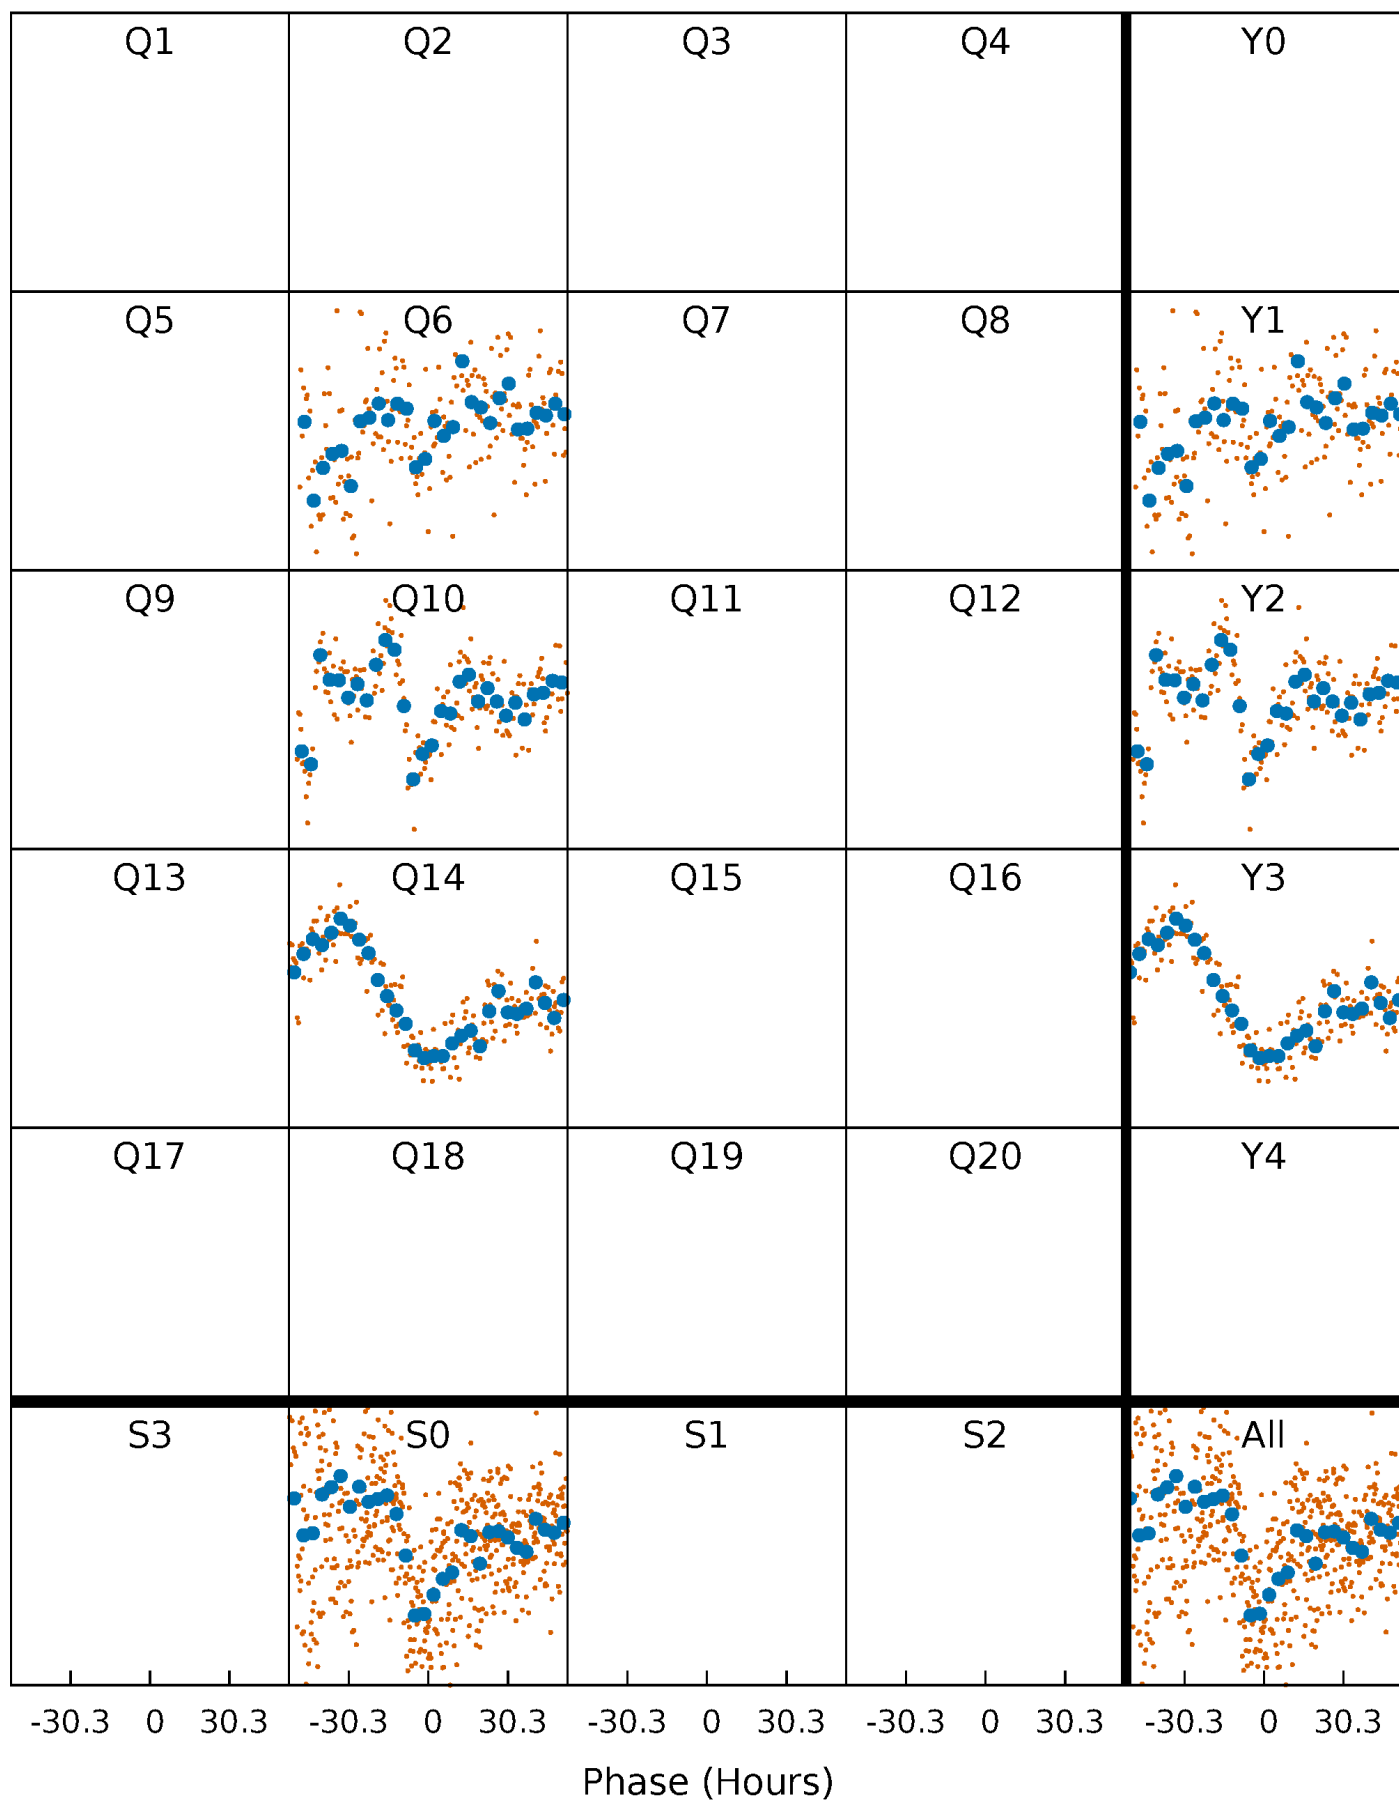 Q1 Q2 Q3 Q4 Y0
Q5 Q6 Q7 Q8 Y1
Q9 Q10 Q11 Q12 Y2
Q13 Q14 Q15 Q16 Y3
Q17 Q18 Q19 Q20 Y4
S3 S0 S1 S2 All
-30.3 0 30.3 -30.3 0 30.3 -30.3 0 30.3 -30.3 0 30.3 -30.3 0 30.3
Phase (Hours)